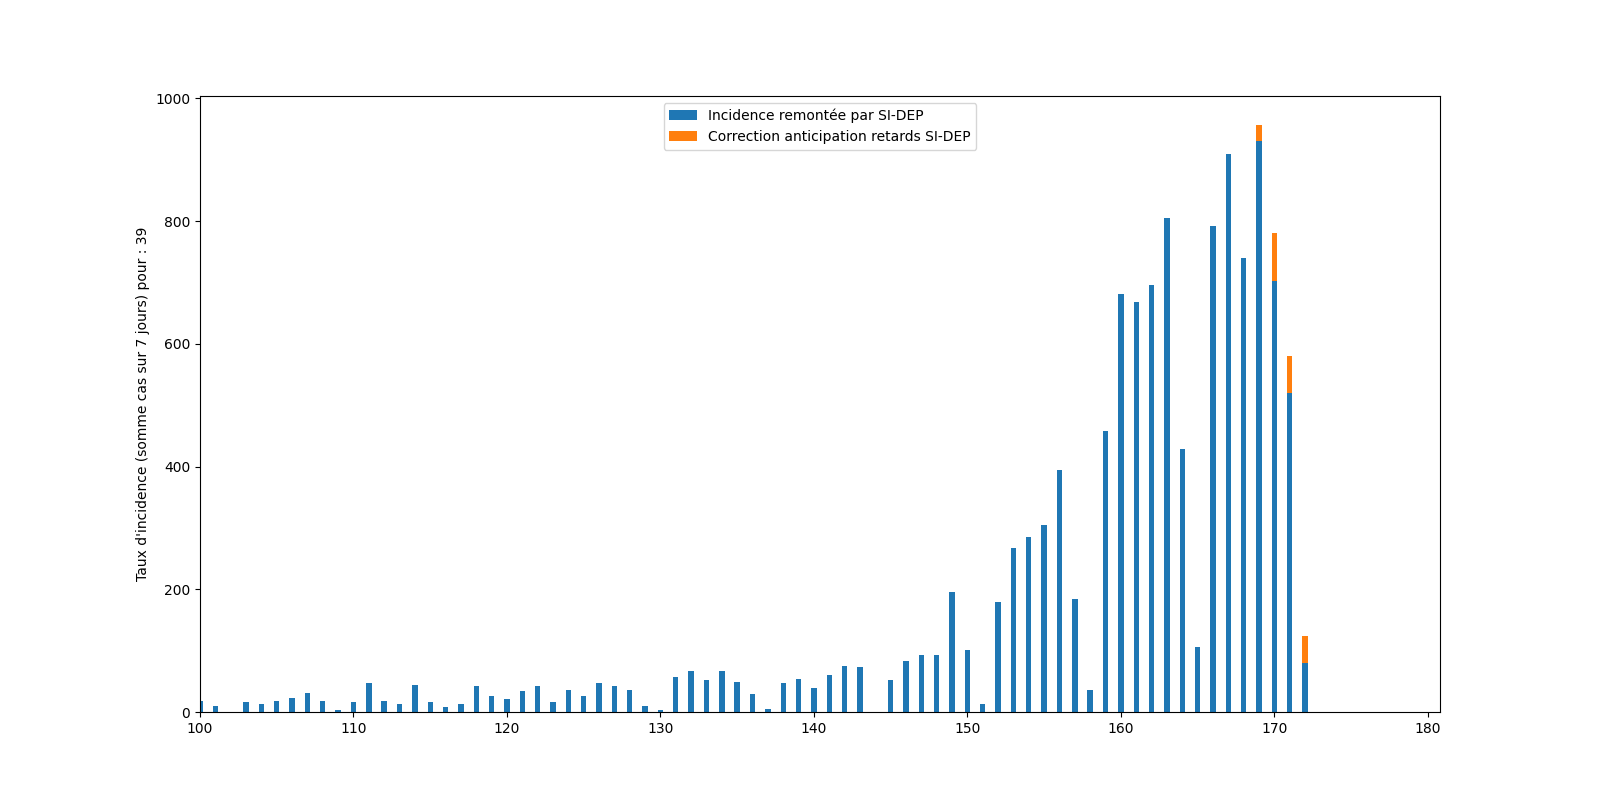 1000
800
600
400
200
0
Taux d'incidence (somme cas sur 7 jours) pour : 39
Incidence remontée par SI-DEP
Correction anticipation retards SI-DEP
100 110 120 130 140 150 160 170 180